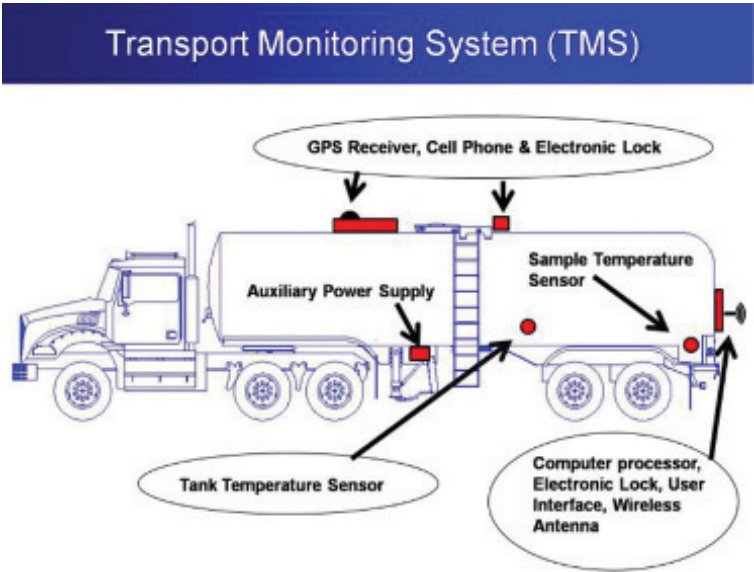 Transport Monitoring System (TMS)
GPS Receiver, Cell Phone & Electronic Lock
Sample Temperature
Sensor
Auxiliary Power Supply
Tank Temperature Sensor
Computer processor,
Electronic Lock, User
Interface, Wireless
Antenna